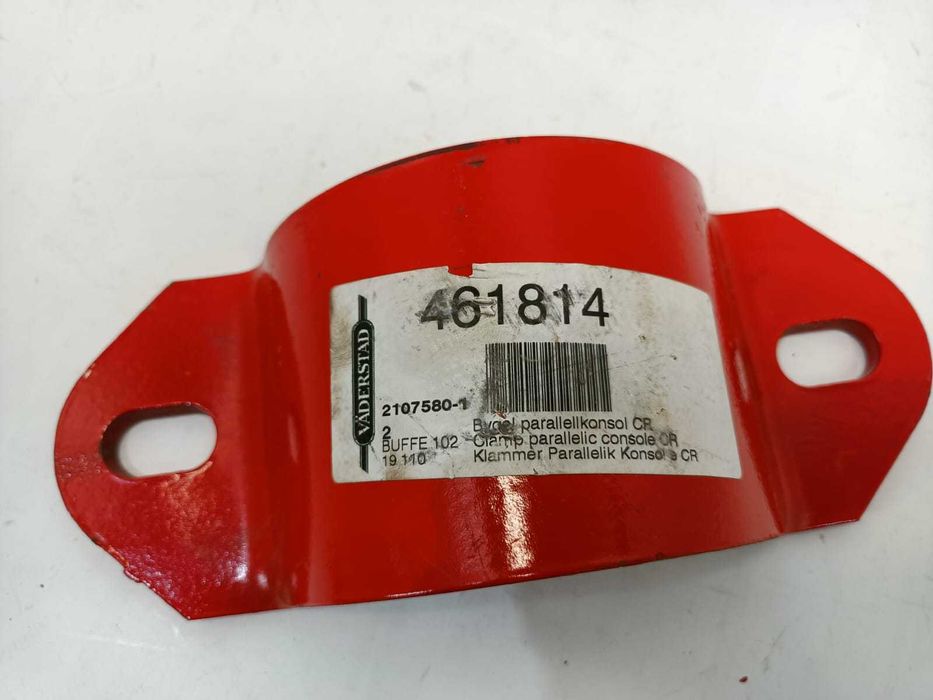 461814
VÄDERSTAD
2107580-1
2
BUFFE 102
19 110
Bygel parallellkonsol CR
Clamp parallelic console CR
Klammer Parallelik Konsole CR